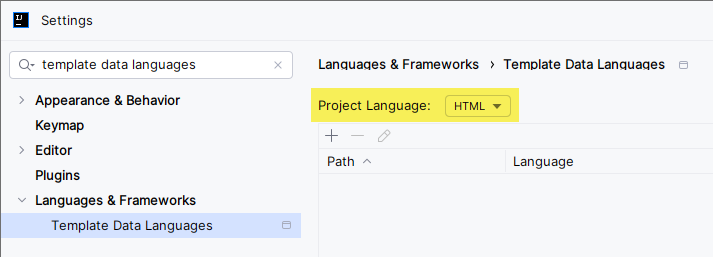 IJ
Settings
template data languages
Appearance & Behavior
Keymap
Editor
Plugins
Languages & Frameworks
Template Data Languages
Languages & Frameworks › Template Data Languages
Project Language: HTML
Path Language